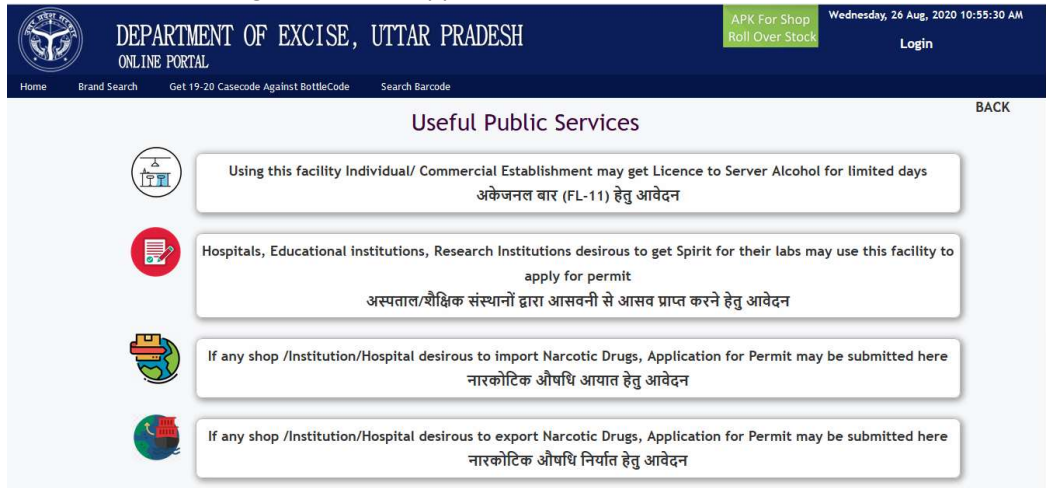 DEPARTMENT OF EXCISE, UTTAR PRADESH
ONLINE PORTAL
APK For Shop
Roll Over Stock
Wednesday, 26 Aug, 2020 10:55:30 AM
Login
Home Brand Search Get 19-20 Casecode Against BottleCode Search Barcode
BACK
Useful Public Services
Using this facility Individual/ Commercial Establishment may get Licence to Server Alcohol for limited days
अकेजनल बार (FL-11) हेतु आवेदन
Hospitals, Educational institutions, Research Institutions desirous to get Spirit for their labs may use this facility to
apply for permit
अस्पताल/शैक्षिक संस्थानों द्वारा आसवनी से आसव प्राप्त करने हेतु आवेदन
If any shop /Institution/Hospital desirous to import Narcotic Drugs, Application for Permit may be submitted here
नारकोटिक औषधि आयात हेतु आवेदन
If any shop /Institution/Hospital desirous to export Narcotic Drugs, Application for Permit may be submitted here
नारकोटिक औषधि निर्यात हेतु आवेदन